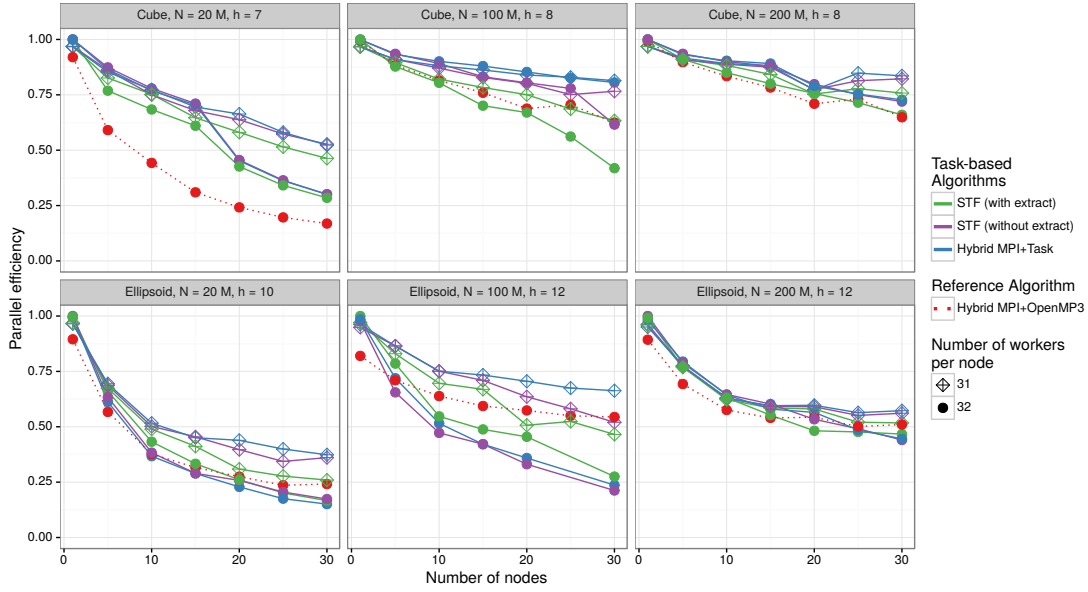 Cube, N = 20 M, h = 7
Cube, N = 100 M, h = 8
Cube, N = 200 M, h = 8
1.00
0.75
0.50
0.25
0.00
Ellipsoid, N = 20 M, h = 10
Ellipsoid, N = 100 M, h = 12
Ellipsoid, N = 200 M, h = 12
1.00
0.75
0.50
0.25
0.00
0 10 20 30
0 10 20 30
0 10 20 30
Parallel efficiency
Number of nodes
Task-based
Algorithms
STF (with extract)
STF (without extract)
Hybrid MPI+Task
Reference Algorithm
Hybrid MPI+OpenMP3
Number of workers
per node
31
32